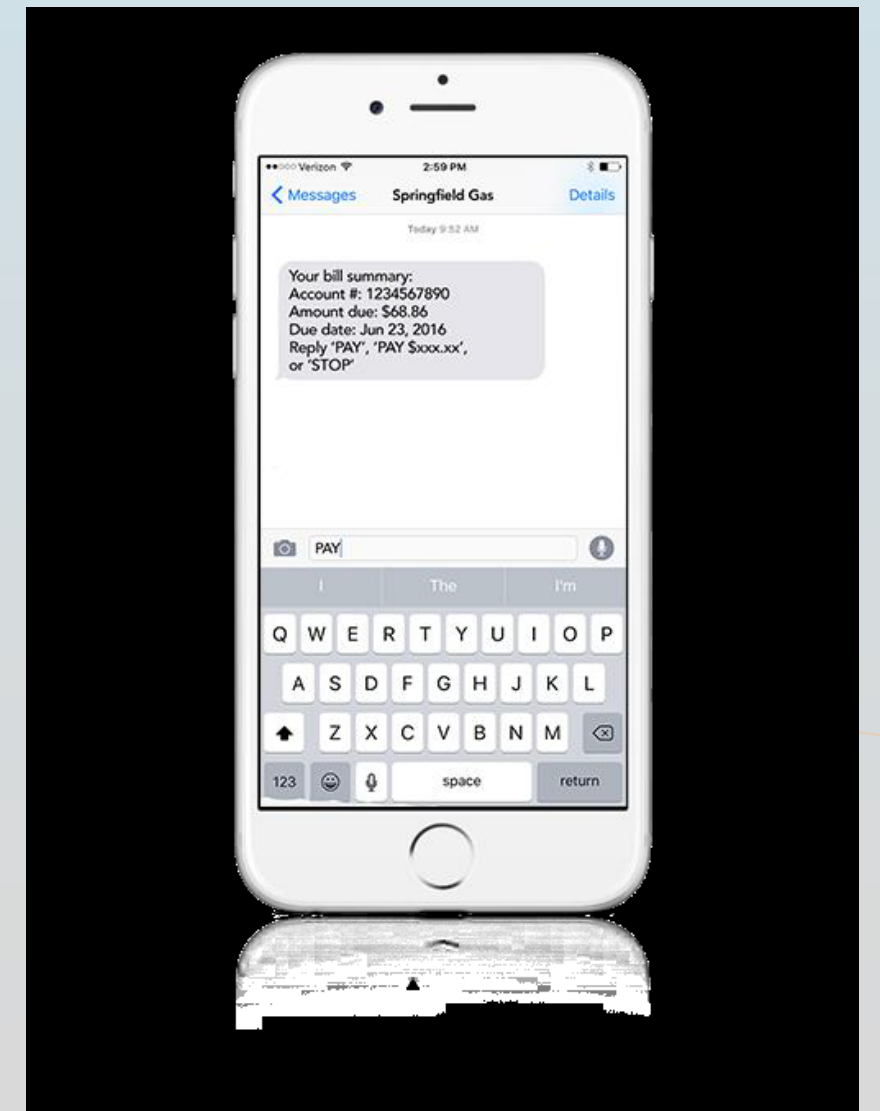 Verizon 2:59 PM
Messages Springfield Gas Details
Today 9:52 AM
Your bill summary:
Account #: 1234567890
Amount due: $68.86
Due date: Jun 23, 2016
Reply 'PAY', 'PAY $xxx.xx',
or 'STOP'
PAY
I The I'm
Q W E R T Y U I O P
A S D F G H J K L
Z X C V B N M
123 space return